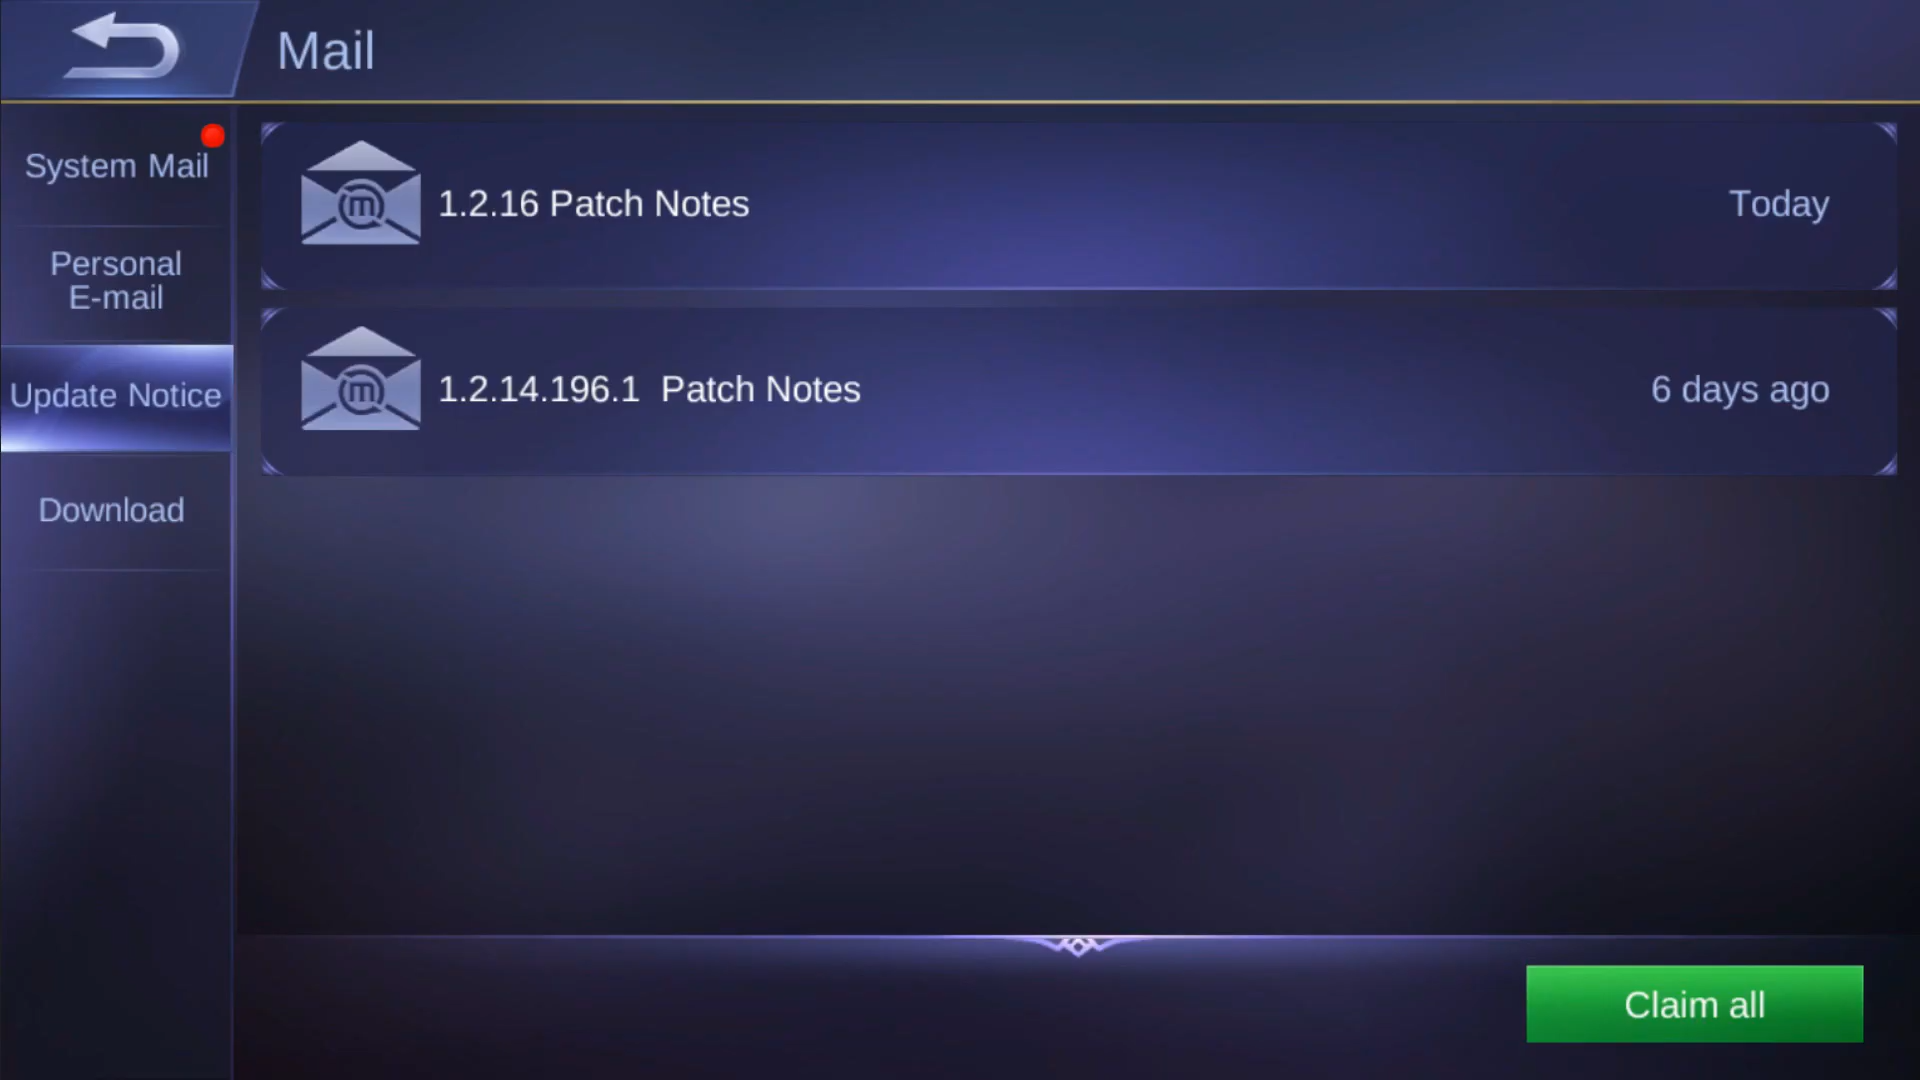 Mail
System Mail
Personal
E-mail
Update Notice
Download
1.2.16 Patch Notes
Today
1.2.14.196.1  Patch Notes
6 days ago
Claim all